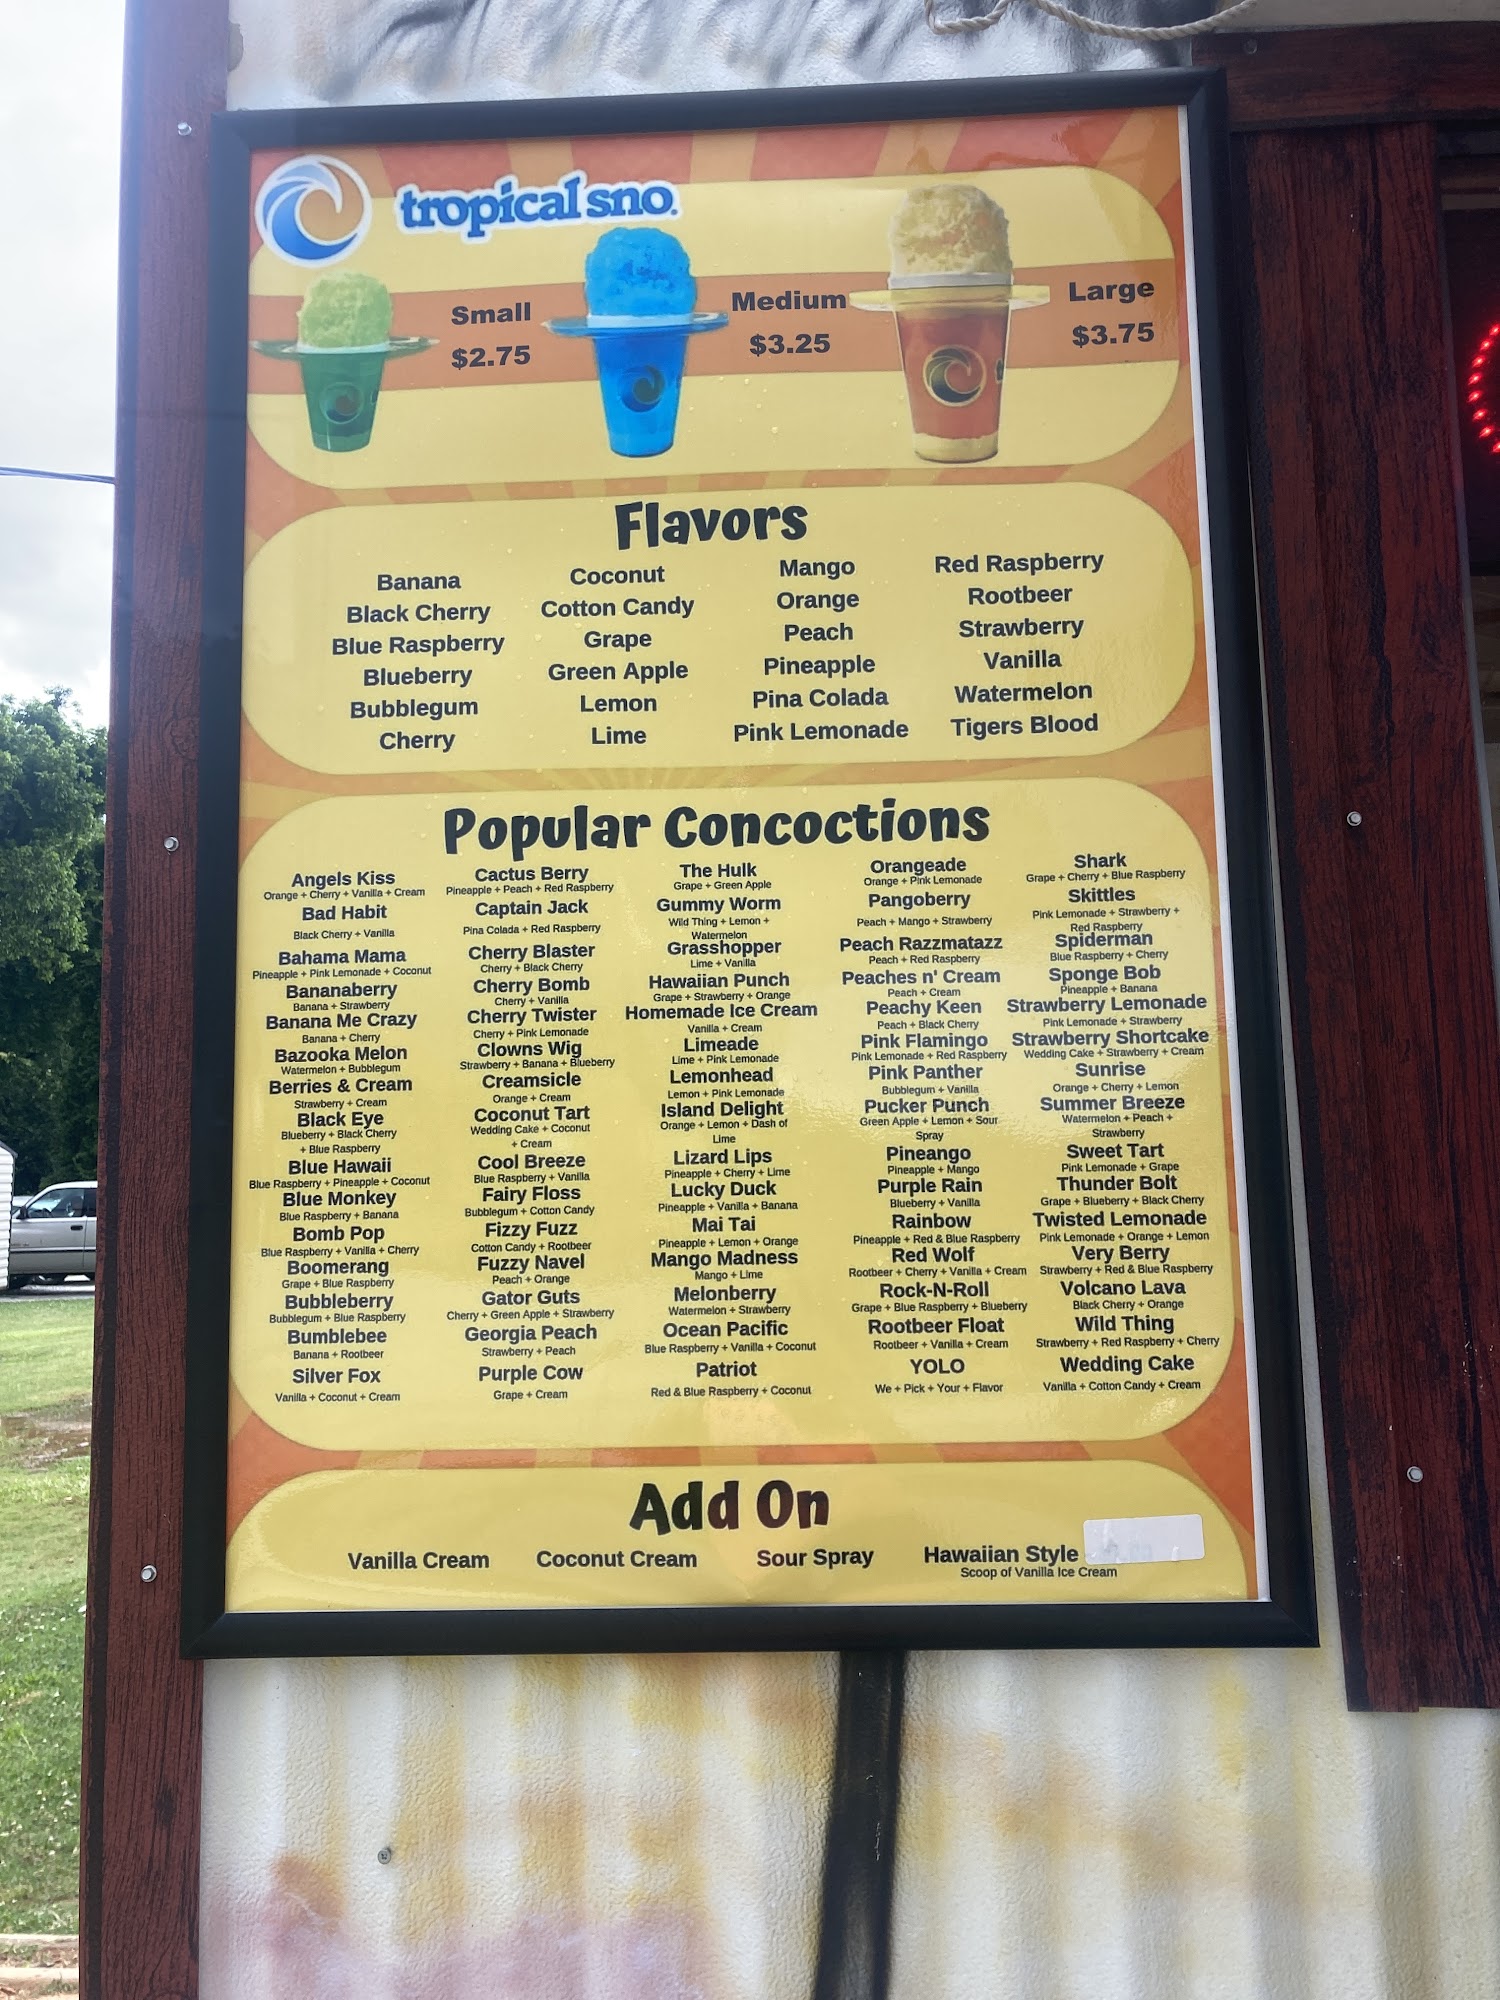 tropical sno.
Small
$2.75
Medium
$3.25
Large
$3.75
Flavors
Banana
Black Cherry
Blue Raspberry
Blueberry
Bubblegum
Cherry
Coconut
Cotton Candy
Grape
Green Apple
Lemon
Lime
Mango
Orange
Peach
Pineapple
Pina Colada
Pink Lemonade
Red Raspberry
Rootbeer
Strawberry
Vanilla
Watermelon
Tigers Blood
Popular Concoctions
Angels Kiss
Orange + Cherry + Vanilla + Cream
Bad Habit
Black Cherry + Vanilla
Bahama Mama
Pineapple + Pink Lemonade + Coconut
Bananaberry
Banana + Strawberry
Banana Me Crazy
Banana + Cherry
Bazooka Melon
Watermelon + Bubblegum
Berries & Cream
Strawberry + Cream
Black Eye
Blueberry + Black Cherry
+ Blue Raspberry
Blue Hawaii
Blue Raspberry + Pineapple + Coconut
Blue Monkey
Blue Raspberry + Banana
Bomb Pop
Blue Raspberry + Vanilla + Cherry
Boomerang
Grape + Blue Raspberry
Bubbleberry
Bubblegum + Blue Raspberry
Bumblebee
Banana + Rootbeer
Silver Fox
Vanilla + Coconut + Cream
Cactus Berry
Pineapple + Peach + Red Raspberry
Captain Jack
Pina Colada + Red Raspberry
Cherry Blaster
Cherry + Black Cherry
Cherry Bomb
Cherry + Vanilla
Cherry Twister
Cherry + Pink Lemonade
Clowns Wig
Strawberry + Banana + Blueberry
Creamsicle
Orange + Cream
Coconut Tart
Wedding Cake + Coconut
+ Cream
Cool Breeze
Blue Raspberry + Vanilla
Fairy Floss
Bubblegum + Cotton Candy
Fizzy Fuzz
Cotton Candy + Rootbeer
Fuzzy Navel
Peach + Orange
Gator Guts
Cherry + Green Apple + Strawberry
Georgia Peach
Strawberry + Peach
Purple Cow
Grape + Cream
The Hulk
Grape + Green Apple
Gummy Worm
Wild Thing + Lemon +
Watermelon
Grasshopper
Lime + Vanilla
Hawaiian Punch
Grape + Strawberry + Orange
Homemade Ice Cream
Vanilla + Cream
Limeade
Lime + Pink Lemonade
Lemonhead
Lemon + Pink Lemonade
Island Delight
Orange + Lemon + Dash of
Lime
Lizard Lips
Pineapple + Cherry + Lime
Lucky Duck
Pineapple + Vanilla + Banana
Mai Tai
Pineapple + Lemon + Orange
Mango Madness
Mango + Lime
Melonberry
Watermelon + Strawberry
Ocean Pacific
Blue Raspberry + Vanilla + Coconut
Patriot
Red & Blue Raspberry + Coconut
Orangeade
Orange + Pink Lemonade
Pangoberry
Peach + Mango + Strawberry
Peach Razzmatazz
Peach + Red Raspberry
Peaches n' Cream
Peach + Cream
Peachy Keen
Peach + Black Cherry
Pink Flamingo
Pink Lemonade + Red Raspberry
Pink Panther
Bubblegum + Vanilla
Pucker Punch
Green Apple + Lemon + Sour
Spray
Pineango
Pineapple + Mango
Purple Rain
Blueberry + Vanilla
Rainbow
Pineapple + Red & Blue Raspberry
Red Wolf
Rootbeer + Cherry + Vanilla + Cream
Rock-N-Roll
Grape + Blue Raspberry + Blueberry
Rootbeer Float
Rootbeer + Vanilla + Cream
YOLO
We + Pick + Your + Flavor
Shark
Grape + Cherry + Blue Raspberry
Skittles
Pink Lemonade + Strawberry +
Red Raspberry
Spiderman
Blue Raspberry + Cherry
Sponge Bob
Pineapple + Banana
Strawberry Lemonade
Pink Lemonade + Strawberry
Strawberry Shortcake
Wedding Cake + Strawberry + Cream
Sunrise
Orange + Cherry + Lemon
Summer Breeze
Watermelon + Peach +
Strawberry
Sweet Tart
Pink Lemonade + Grape
Thunder Bolt
Grape + Blueberry + Black Cherry
Twisted Lemonade
Pink Lemonade + Orange + Lemon
Very Berry
Strawberry + Red & Blue Raspberry
Volcano Lava
Black Cherry + Orange
Wild Thing
Strawberry + Red Raspberry + Cherry
Wedding Cake
Vanilla + Cotton Candy + Cream
Add On
Vanilla Cream
Coconut Cream
Sour Spray
Hawaiian Style
Scoop of Vanilla Ice Cream